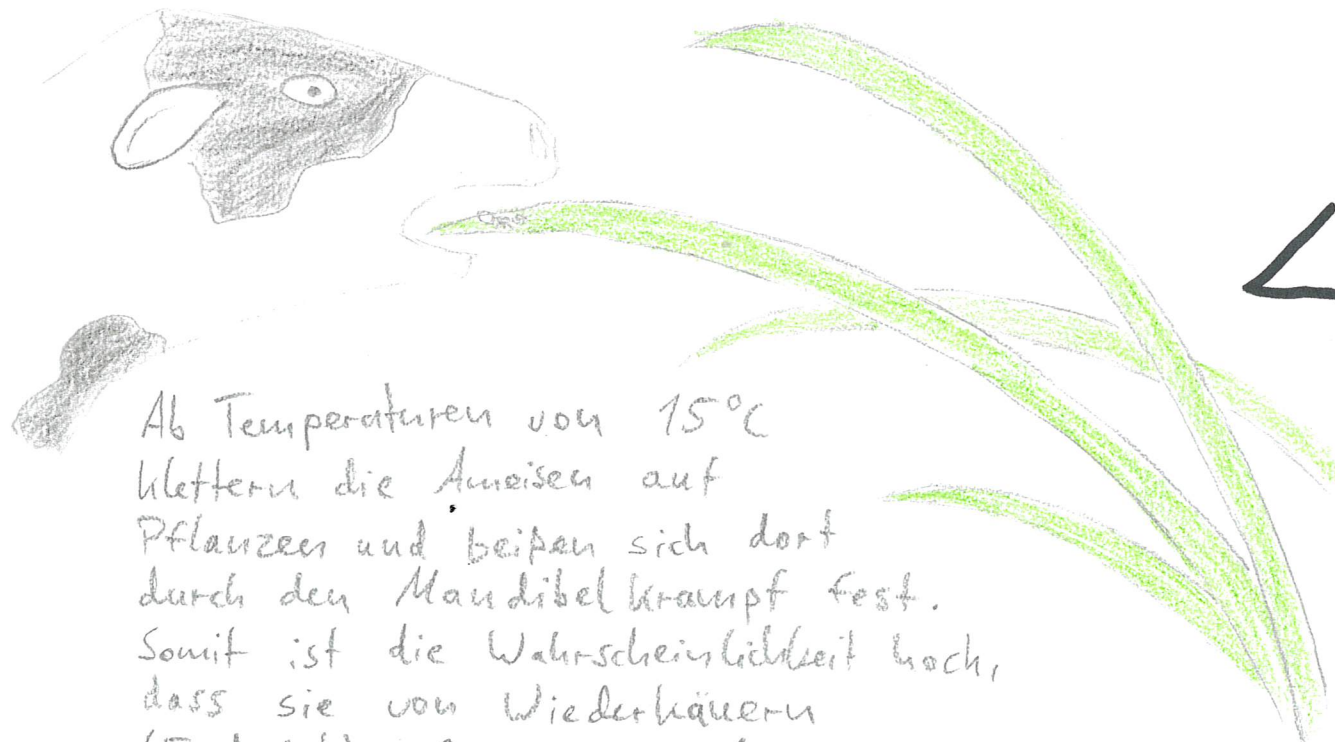 Ab Temperaturen von 15°C
klettern die Ameisen auf
Pflanzen und beißen sich dort
durch den Mandibelkrampf fest.
Somit ist die Wahrscheinlichkeit hoch,
dass sie von Wiederkäuern